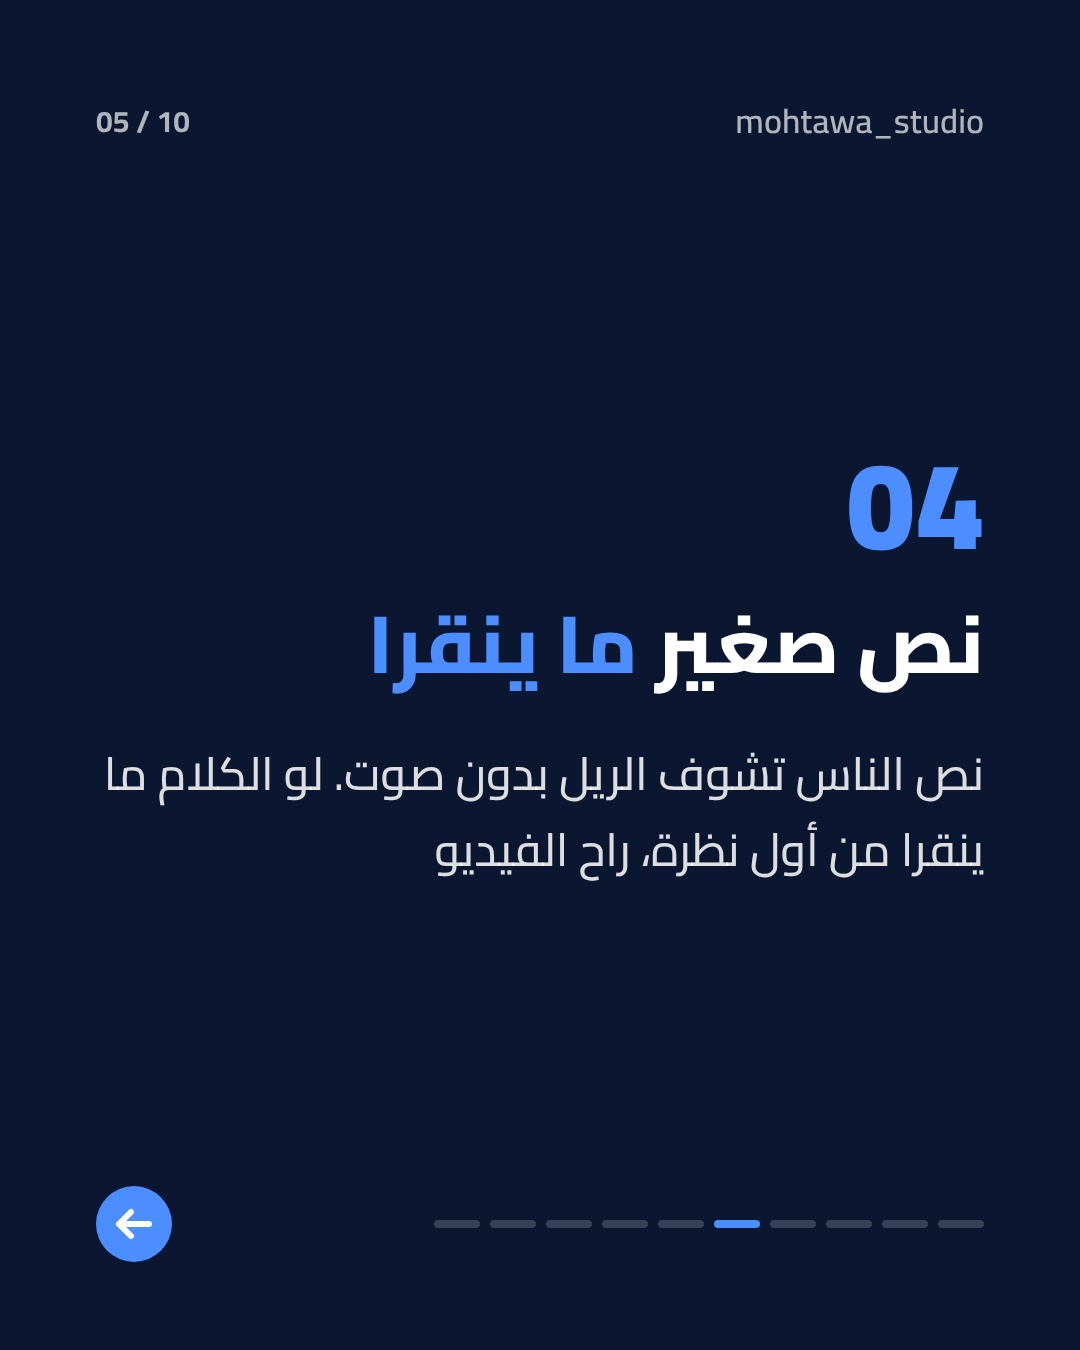 mohtawa_studio
05 / 10
04
نص صغير ما ينقرا
نص الناس تشوف الريل بدون صوت. لو الكلام ما
ينقرا من أول نظرة، راح الفيديو